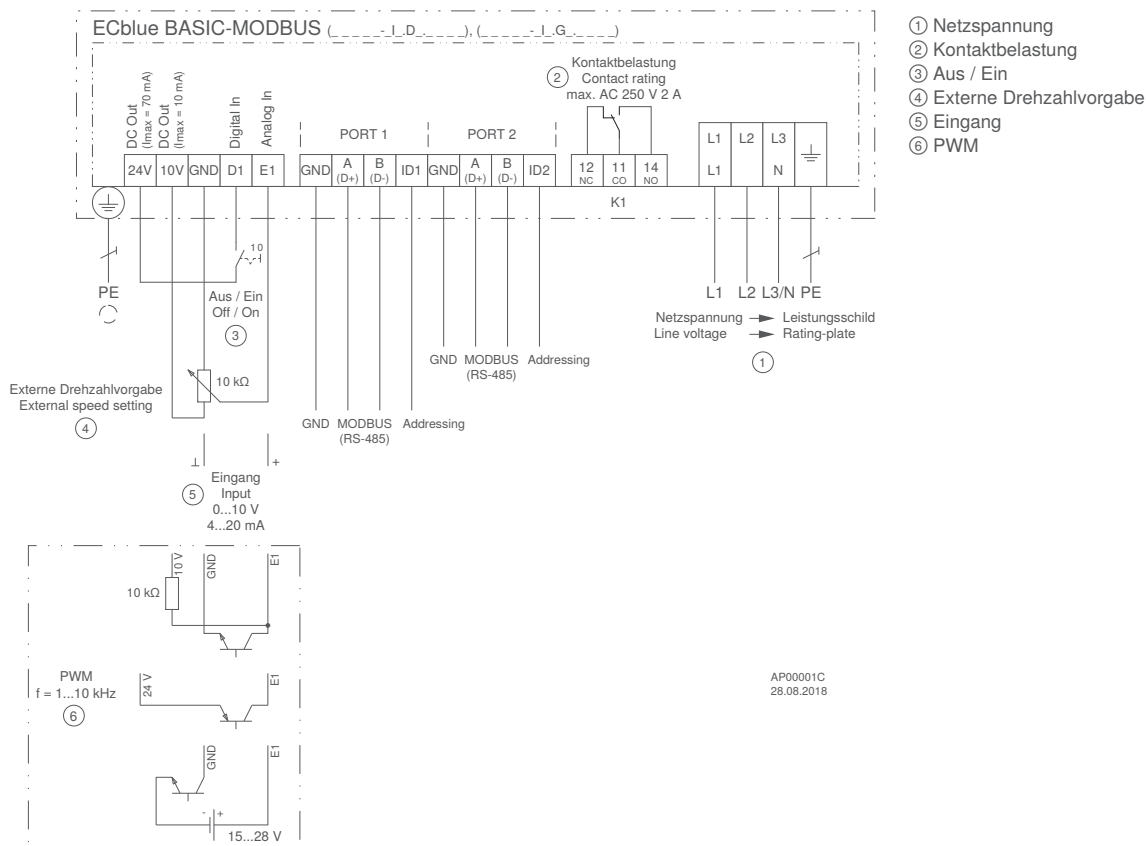 ECblue BASIC-MODBUS (_ _ _ _ _-_I_.D_._ _ _ _), (_ _ _ _ _-_I_.G_._ _ _ _)
① Netzspannung
② Kontaktbelastung
③ Aus / Ein
④ Externe Drehzahlvorgabe
⑤ Eingang
⑥ PWM
DC Out
(Imax = 70 mA)
DC Out
(Imax = 10 mA)
Digital In
Analog In
PORT 1
PORT 2
② Kontaktbelastung
Contact rating
max. AC 250 V 2 A
24V 10V GND D1 E1
GND A (D+) B (D-) ID1 GND A (D+) B (D-) ID2
12 NC 11 CO 14 NO
K1
L1 L2 L3
L1 N
PE
1 0
Aus / Ein
Off / On
③
10 kΩ
Externe Drehzahlvorgabe
External speed setting
④
GND MODBUS Addressing
(RS-485)
GND MODBUS Addressing
(RS-485)
L1 L2 L3/N PE
Netzspannung Leistungsschild
Line voltage Rating-plate
①
⊥ +
⑤ Eingang
Input
0...10 V
4...20 mA
10 V GND E1
10 kΩ
PWM
f = 1...10 kHz
⑥
24 V E1
GND E1
- +
15...28 V
AP00001C
28.08.2018